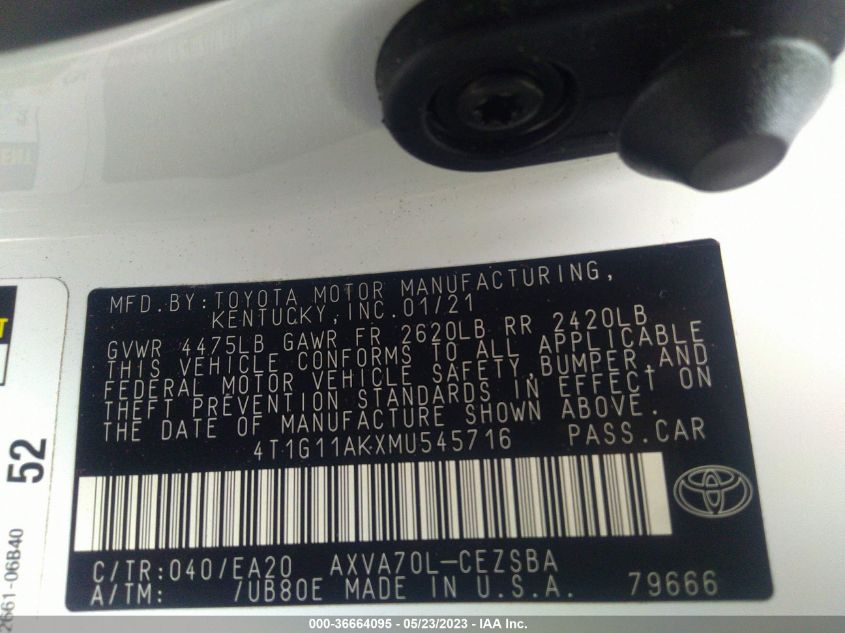 MFD. BY: TOYOTA MOTOR MANUFACTURING,
KENTUCKY, INC. 01/21
GVWR 4475LB GAWR FR 2620LB RR 2420LB
THIS VEHICLE CONFORMS TO ALL APPLICABLE
FEDERAL MOTOR VEHICLE SAFETY, BUMPER, AND
THEFT PREVENTION STANDARDS IN EFFECT ON
THE DATE OF MANUFACTURE SHOWN ABOVE.
4T1G11AKXMU545716 PASS. CAR
C/TR: 040/EA20 AXVA70L-CEZSBA
A/TM: 7UB80E MADE IN U.S.A. 79666
52
2661-06B40
000-36664095 - 05/23/2023 - IAA Inc.